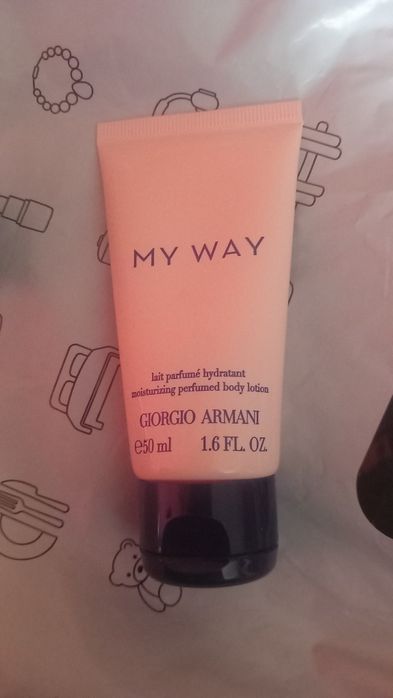 MY WAY
lait parfumé hydratant
moisturizing perfumed body lotion
GIORGIO ARMANI
℮50 ml 1.6 FL. OZ.